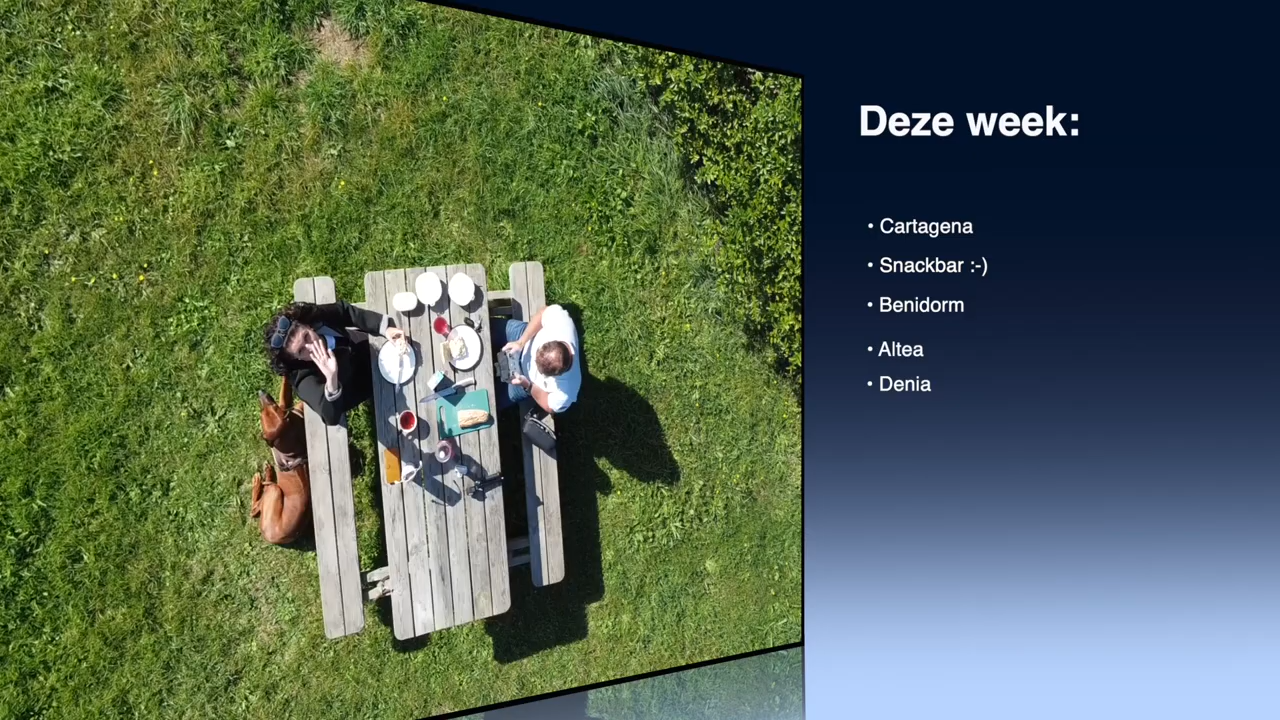 Deze week:
• Cartagena
• Snackbar :-)
• Benidorm
• Altea
• Denia